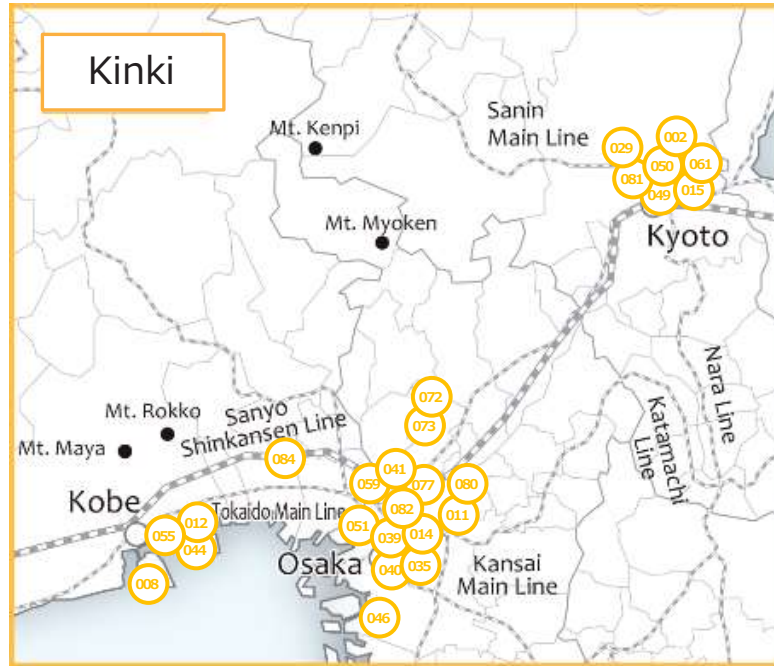 Kinki
Mt. Kenpi
Sanin
Main Line
002
029
050
061
081
049
015
Kyoto
Mt. Myoken
Nara Line
Katamachi
Line
072
073
Mt. Rokko
Mt. Maya
Sanyo
Shinkansen Line
084
041
059
077
080
082
011
Kobe
012
Tokaido Main Line
051
055
044
039
014
Osaka
040
035
Kansai
Main Line
008
046